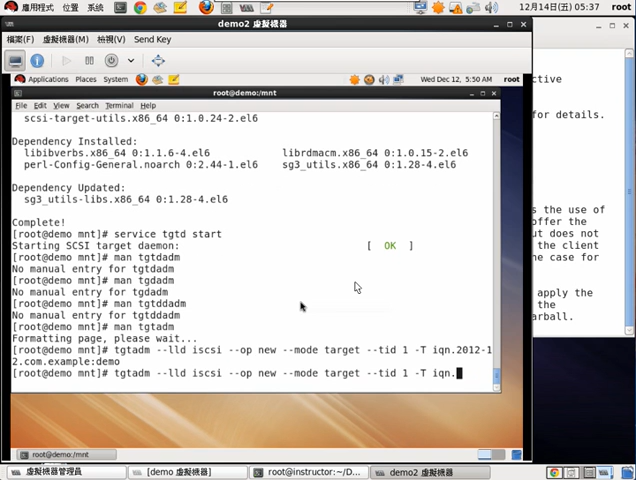 應用程式 位置 系統
12月14日(五) 05:37 root
demo2 虛擬機器
檔案(F) 虛擬機器(M) 檢視(V) Send Key
Applications Places System
Wed Dec 12, 5:50 AM root
root@demo:/mnt
File Edit View Search Terminal Help
scsi-target-utils.x86_64 0:1.0.24-2.el6
Dependency Installed:
libibverbs.x86_64 0:1.1.6-4.el6 librdmacm.x86_64 0:1.0.15-2.el6
perl-Config-General.noarch 0:2.44-1.el6 sg3_utils.x86_64 0:1.28-4.el6
Dependency Updated:
sg3_utils-libs.x86_64 0:1.28-4.el6
Complete!
[root@demo mnt]# service tgtd start
Starting SCSI target daemon: [ OK ]
[root@demo mnt]# man tgtdadm
No manual entry for tgtdadm
[root@demo mnt]# man tgdadm
No manual entry for tgdadm
[root@demo mnt]# man tgtddadm
No manual entry for tgtddadm
[root@demo mnt]# man tgtadm
Formatting page, please wait...
[root@demo mnt]# tgtadm --lld iscsi --op new --mode target --tid 1 -T iqn.2012-1
2.com.example:demo
[root@demo mnt]# tgtadm --lld iscsi --op new --mode target --tid 1 -T iqn.
root@demo:/mnt
ctive
for details.
s the use of
offer the
ut does not
the client
ne case for
apply the
the
arball.
虛擬機器管理員
[demo 虛擬機器]
root@instructor:~/D...
demo2 虛擬機器